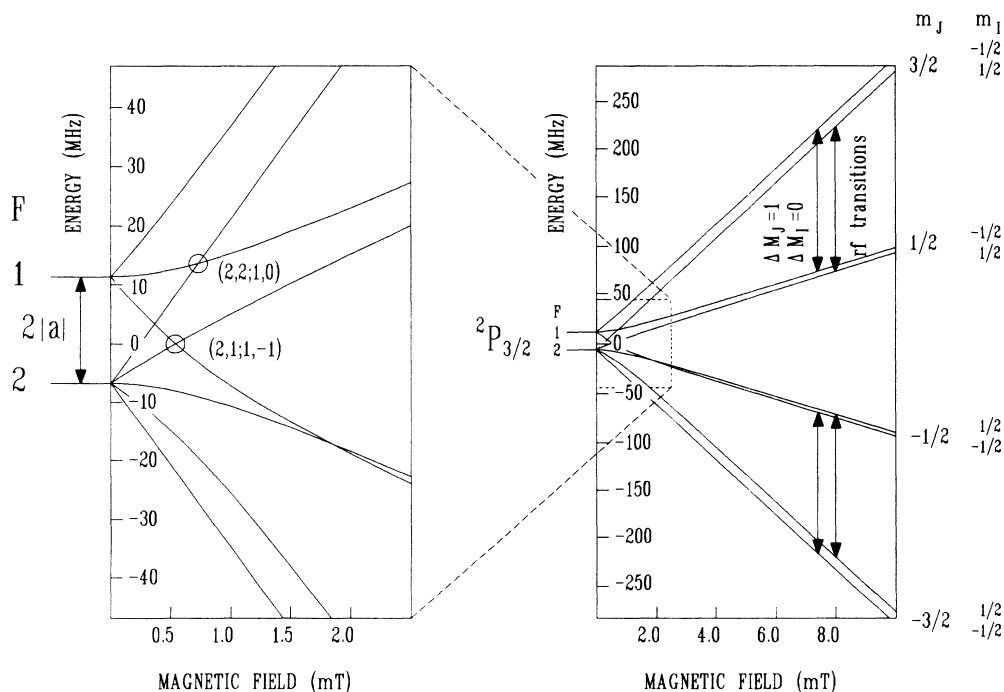 ENERGY (MHz)
40
30
20
10
0
-10
-20
-30
-40
F
1
2|a|
2
(2,2;1,0)
(2,1;1,-1)
0.5 1.0 1.5 2.0
MAGNETIC FIELD (mT)
ENERGY (MHz)
250
200
150
100
50
0
-50
-100
-150
-200
-250
F
1
2
²P₃/₂
Δ M_J=1
Δ M_I=0
rf transitions
2.0 4.0 6.0 8.0
MAGNETIC FIELD (mT)
m_J m_I
-1/2
3/2 1/2
-1/2
1/2 1/2
1/2
-1/2 -1/2
1/2
-3/2 -1/2